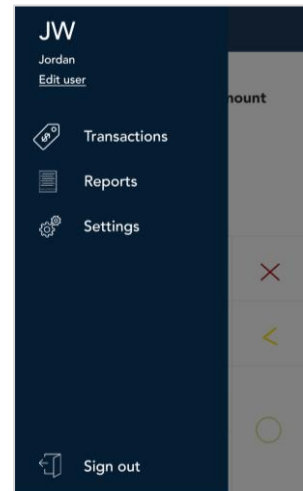 JW
Jordan
Edit user
nount
Transactions
Reports
Settings
Sign out